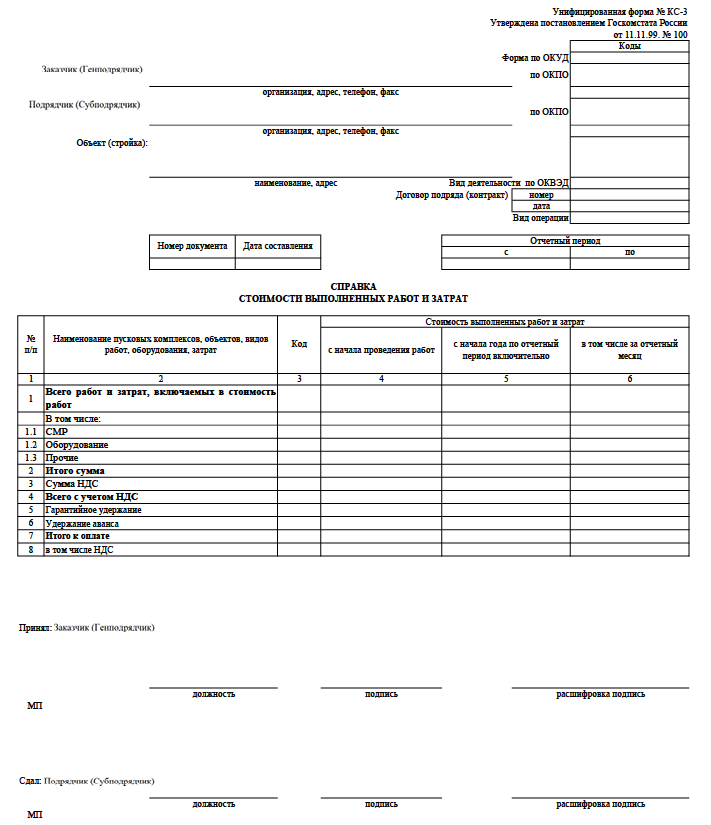 Унифицированная форма № КС-3
Утверждена постановлением Госкомстата России
от 11.11.99. № 100
Коды
Форма по ОКУД
Заказчик (Генподрядчик)
по ОКПО
организация, адрес, телефон, факс
Подрядчик (Субподрядчик)
по ОКПО
организация, адрес, телефон, факс
Объект (стройка):
наименование, адрес
Вид деятельности по ОКВЭД
Договор подряда (контракт) номер
дата
Вид операции
Номер документа Дата составления
Отчетный период
с по
СПРАВКА
СТОИМОСТИ ВЫПОЛНЕННЫХ РАБОТ И ЗАТРАТ
№ п/п
Наименование пусковых комплексов, объектов, видов
работ, оборудования, затрат
Код
Стоимость выполненных работ и затрат
с начала проведения работ
с начала года по отчетный
период включительно
в том числе за отчетный
месяц
1 2 3 4 5 6
1 Всего работ и затрат, включаемых в стоимость
работ
В том числе:
1.1 СМР
1.2 Оборудование
1.3 Прочие
2 Итого сумма
3 Сумма НДС
4 Всего с учетом НДС
5 Гарантийное удержание
6 Удержание аванса
7 Итого к оплате
8 в том числе НДС
Принял: Заказчик (Генподрядчик)
должность подпись расшифровка подпись
МП
Сдал: Подрядчик (Субподрядчик)
должность подпись расшифровка подпись
МП